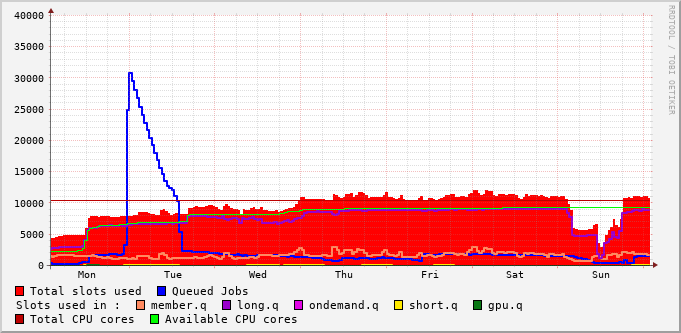 RRDTOOL / TOBI OETIKER
40000
35000
30000
25000
20000
15000
10000
5000
0
Mon Tue Wed Thu Fri Sat Sun
Total slots used Queued Jobs
Slots used in : member.q long.q ondemand.q short.q gpu.q
Total CPU cores Available CPU cores